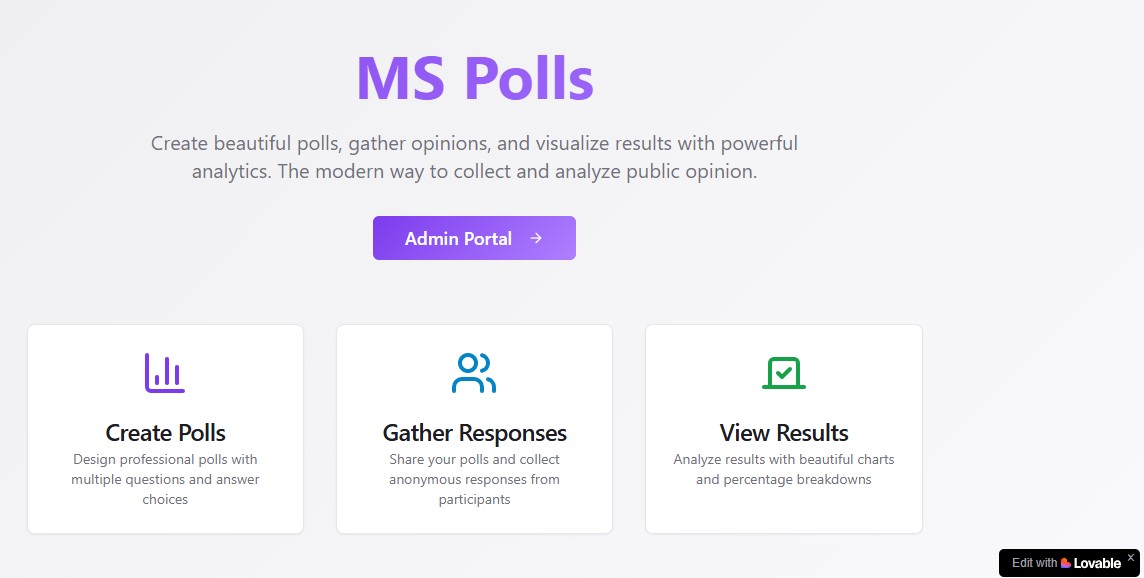 MS Polls
Create beautiful polls, gather opinions, and visualize results with powerful
analytics. The modern way to collect and analyze public opinion.
Admin Portal
Create Polls
Design professional polls with
multiple questions and answer
choices
Gather Responses
Share your polls and collect
anonymous responses from
participants
View Results
Analyze results with beautiful charts
and percentage breakdowns
Edit with Lovable